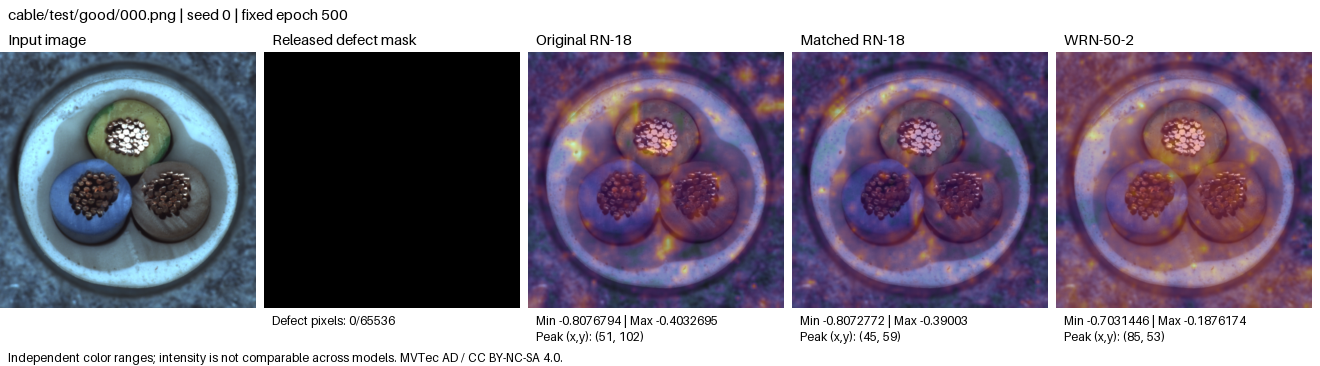 cable/test/good/000.png | seed 0 | fixed epoch 500
Input image
Released defect mask
Original RN-18
Matched RN-18
WRN-50-2
Defect pixels: 0/65536
Min -0.8076794 | Max -0.4032695
Peak (x,y): (51, 102)
Min -0.8072772 | Max -0.39003
Peak (x,y): (45, 59)
Min -0.7031446 | Max -0.1876174
Peak (x,y): (85, 53)
Independent color ranges; intensity is not comparable across models. MVTec AD / CC BY-NC-SA 4.0.